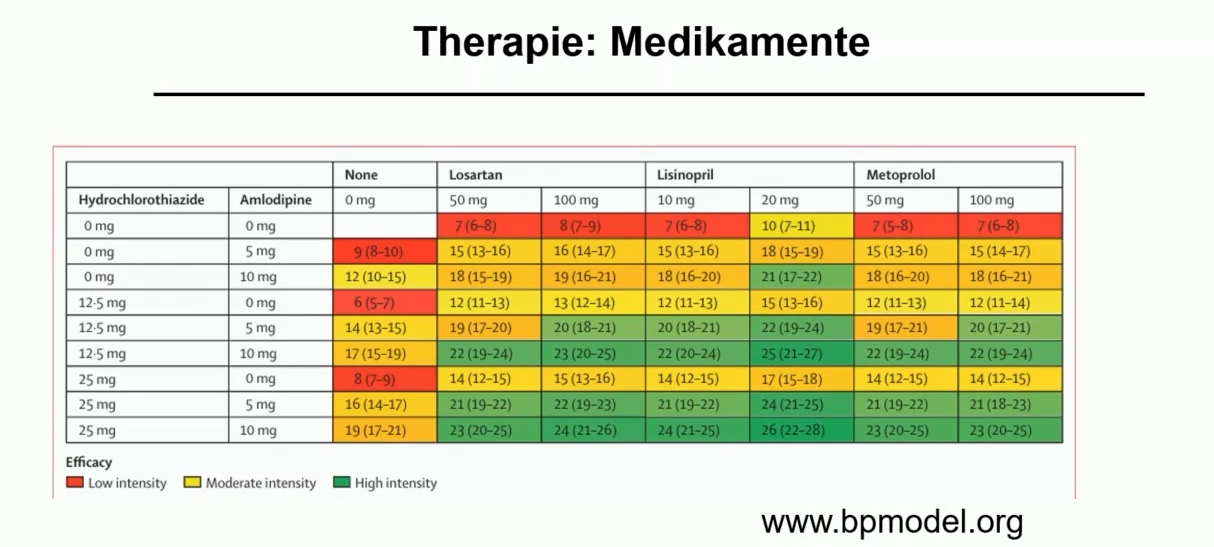 Therapie: Medikamente
None Losartan Lisinopril Metoprolol
Hydrochlorothiazide Amlodipine 0 mg 50 mg 100 mg 10 mg 20 mg 50 mg 100 mg
0 mg 0 mg 7 (6–8) 8 (7–9) 7 (6–8) 10 (7–11) 7 (5–8) 7 (6–8)
0 mg 5 mg 9 (8–10) 15 (13–16) 16 (14–17) 15 (13–16) 18 (15–19) 15 (13–16) 15 (14–17)
0 mg 10 mg 12 (10–15) 18 (15–19) 19 (16–21) 18 (16–20) 21 (17–22) 18 (16–20) 18 (16–21)
12·5 mg 0 mg 6 (5–7) 12 (11–13) 13 (12–14) 12 (11–13) 15 (13–16) 12 (11–13) 12 (11–14)
12·5 mg 5 mg 14 (13–15) 19 (17–20) 20 (18–21) 20 (18–21) 22 (19–24) 19 (17–21) 20 (17–21)
12·5 mg 10 mg 17 (15–19) 22 (19–24) 23 (20–25) 22 (20–24) 25 (21–27) 22 (19–24) 22 (19–24)
25 mg 0 mg 8 (7–9) 14 (12–15) 15 (13–16) 14 (12–15) 17 (15–18) 14 (12–15) 14 (12–15)
25 mg 5 mg 16 (14–17) 21 (19–22) 22 (19–23) 21 (19–22) 24 (21–25) 21 (19–22) 21 (18–23)
25 mg 10 mg 19 (17–21) 23 (20–25) 24 (21–26) 24 (21–25) 26 (22–28) 23 (20–25) 23 (20–25)
Efficacy
Low intensity Moderate intensity High intensity
www.bpmodel.org